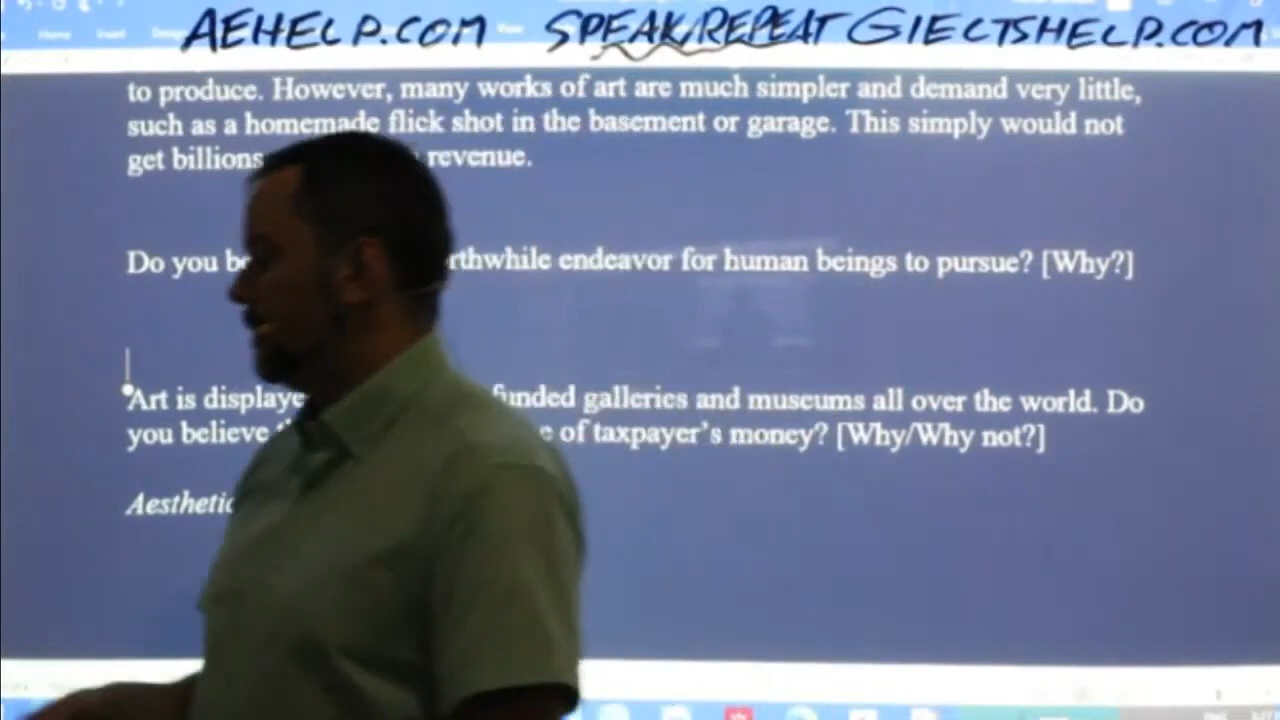 Home Insert
AEHELP.COM SPEAK/REPEAT GIELTSHELP.COM
to produce. However, many works of art are much simpler and demand very little,
such as a homemade flick shot in the basement or garage. This simply would not
get billions revenue.
Do you rthwhile endeavor for human beings to pursue? [Why?]
Art is displaye funded galleries and museums all over the world. Do
you believe of taxpayer's money? [Why/Why not?]
Aesthetic